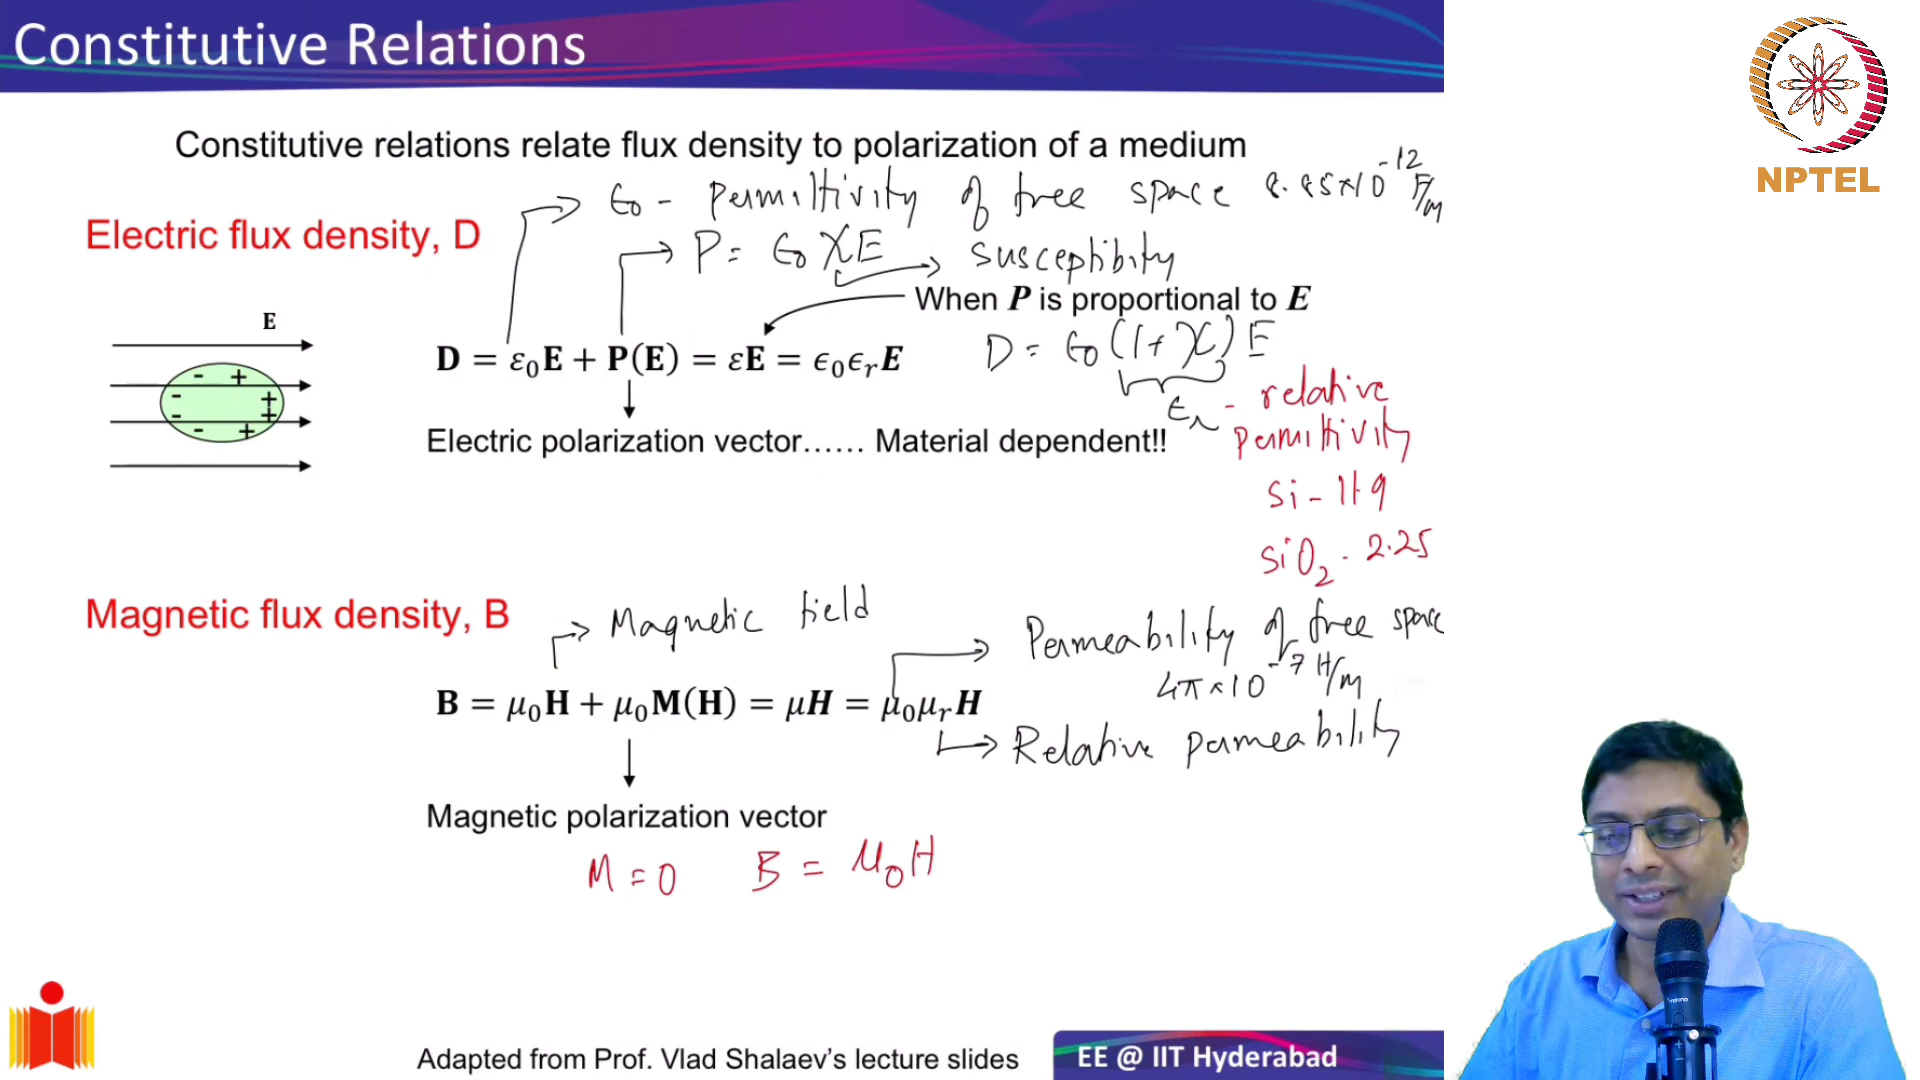 Constitutive Relations
NPTEL
Constitutive relations relate flux density to polarization of a medium
ϵ0 - Permittivity of free space 8.85×10^-12 F/m
Electric flux density, D
P = ϵ0 χ E susceptibility
When P is proportional to E
E
D = ε0E + P(E) = εE = ϵ0ϵrE
D = ϵ0 (1 + χ) E
ϵr - relative permittivity
Electric polarization vector...... Material dependent!!
- + - + - + - +
Si - 11.9
SiO2 - 2.25
Magnetic flux density, B
Magnetic field
Permeability of free space
4π×10^-7 H/m
B = μ0H + μ0M(H) = μH = μ0μrH
Relative permeability
Magnetic polarization vector
M = 0 B = μ0H
Adapted from Prof. Vlad Shalaev's lecture slides
EE @ IIT Hyderabad